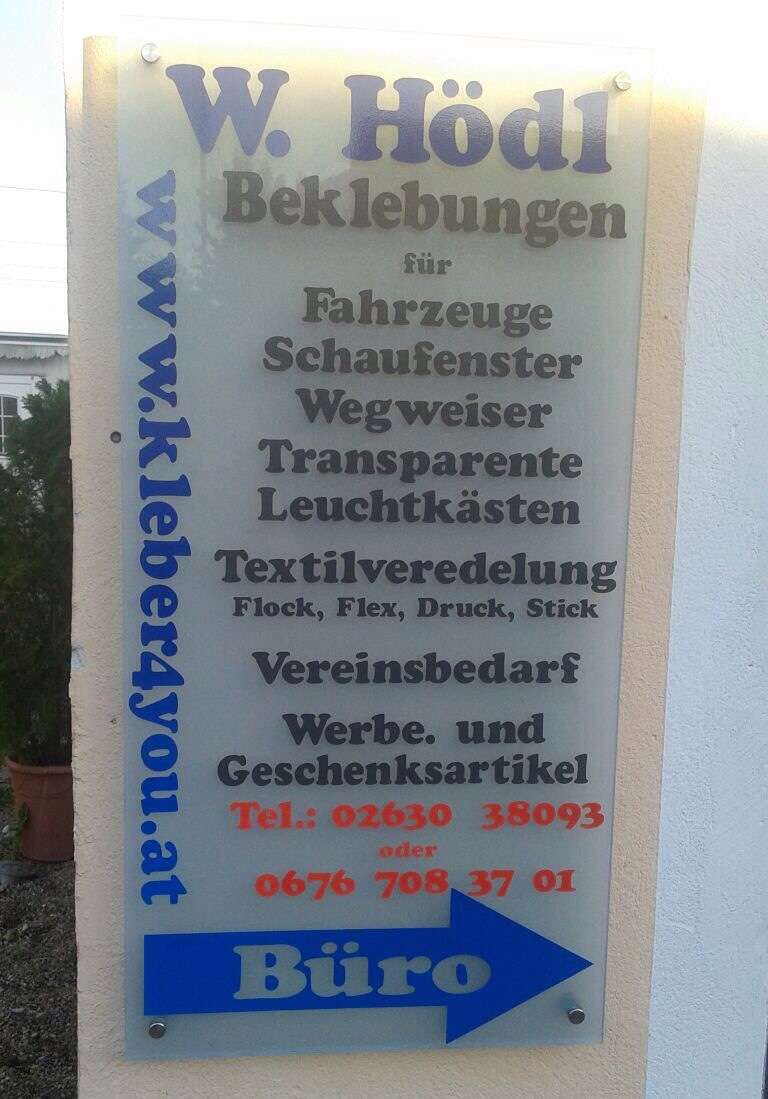 W. Hödl
Beklebungen
für
Fahrzeuge
Schaufenster
Wegweiser
Transparente
Leuchtkästen
Textilveredelung
Flock, Flex, Druck, Stick
Vereinsbedarf
Werbe. und
Geschenksartikel
Tel.: 02630 38093
oder
0676 708 37 01
Büro
www.kleber4you.at